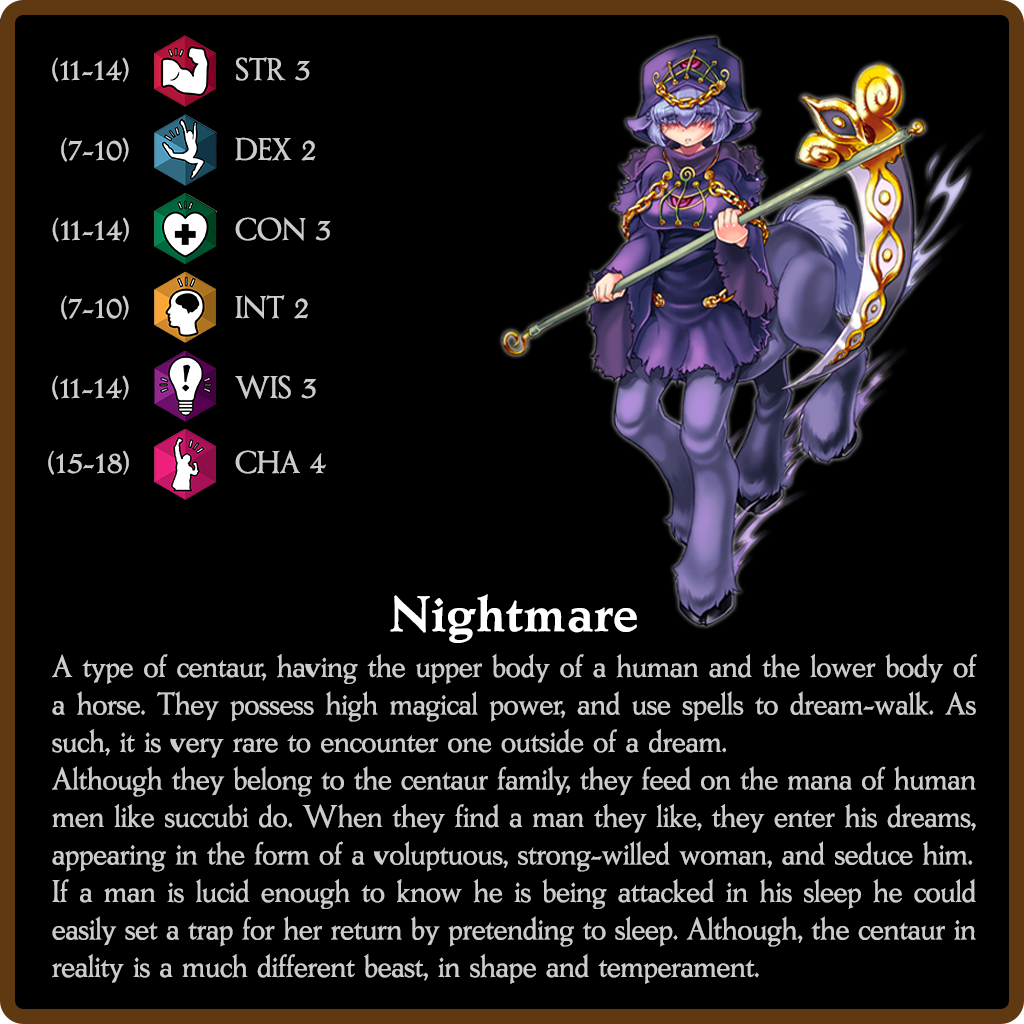 (11-14) STR 3
(7-10) DEX 2
(11-14) CON 3
(7-10) INT 2
(11-14) WIS 3
(15-18) CHA 4
Nightmare
A type of centaur, having the upper body of a human and the lower body of
a horse. They possess high magical power, and use spells to dream-walk. As
such, it is very rare to encounter one outside of a dream.
Although they belong to the centaur family, they feed on the mana of human
men like succubi do. When they find a man they like, they enter his dreams,
appearing in the form of a voluptuous, strong-willed woman, and seduce him.
If a man is lucid enough to know he is being attacked in his sleep he could
easily set a trap for her return by pretending to sleep. Although, the centaur in
reality is a much different beast, in shape and temperament.